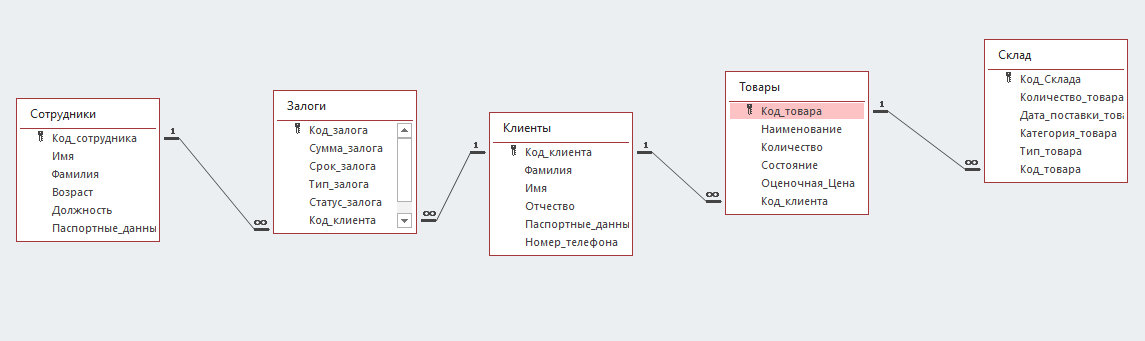 Сотрудники
Код_сотрудника
Имя
Фамилия
Возраст
Должность
Паспортные_данны
1
∞
Залоги
Код_залога
Сумма_залога
Срок_залога
Тип_залога
Статус_залога
Код_клиента
∞
1
Клиенты
Код_клиента
Фамилия
Имя
Отчество
Паспортные_данны
Номер_телефона
1
∞
Товары
Код_товара
Наименование
Количество
Состояние
Оценочная_Цена
Код_клиента
1
∞
Склад
Код_Склада
Количество_товара
Дата_поставки_това
Категория_товара
Тип_товара
Код_товара